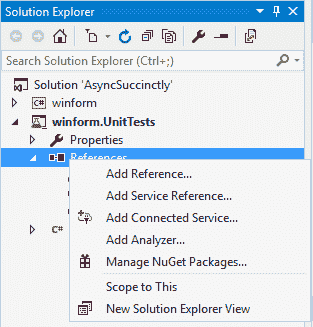 Solution Explorer
Search Solution Explorer (Ctrl+;)
Solution 'AsyncSuccinctly'
C# winform
winform.UnitTests
Properties
References
Add Reference...
Add Service Reference...
Add Connected Service...
Add Analyzer...
C#
Manage NuGet Packages...
Scope to This
New Solution Explorer View